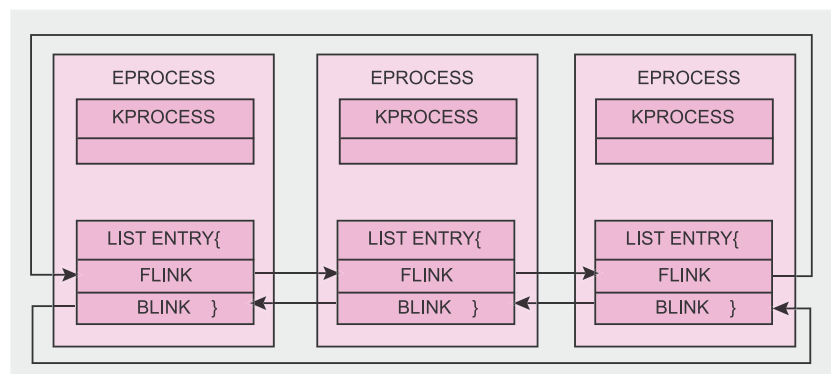 EPROCESS
KPROCESS
LIST ENTRY{
FLINK
BLINK }
EPROCESS
KPROCESS
LIST ENTRY{
FLINK
BLINK }
EPROCESS
KPROCESS
LIST ENTRY{
FLINK
BLINK }